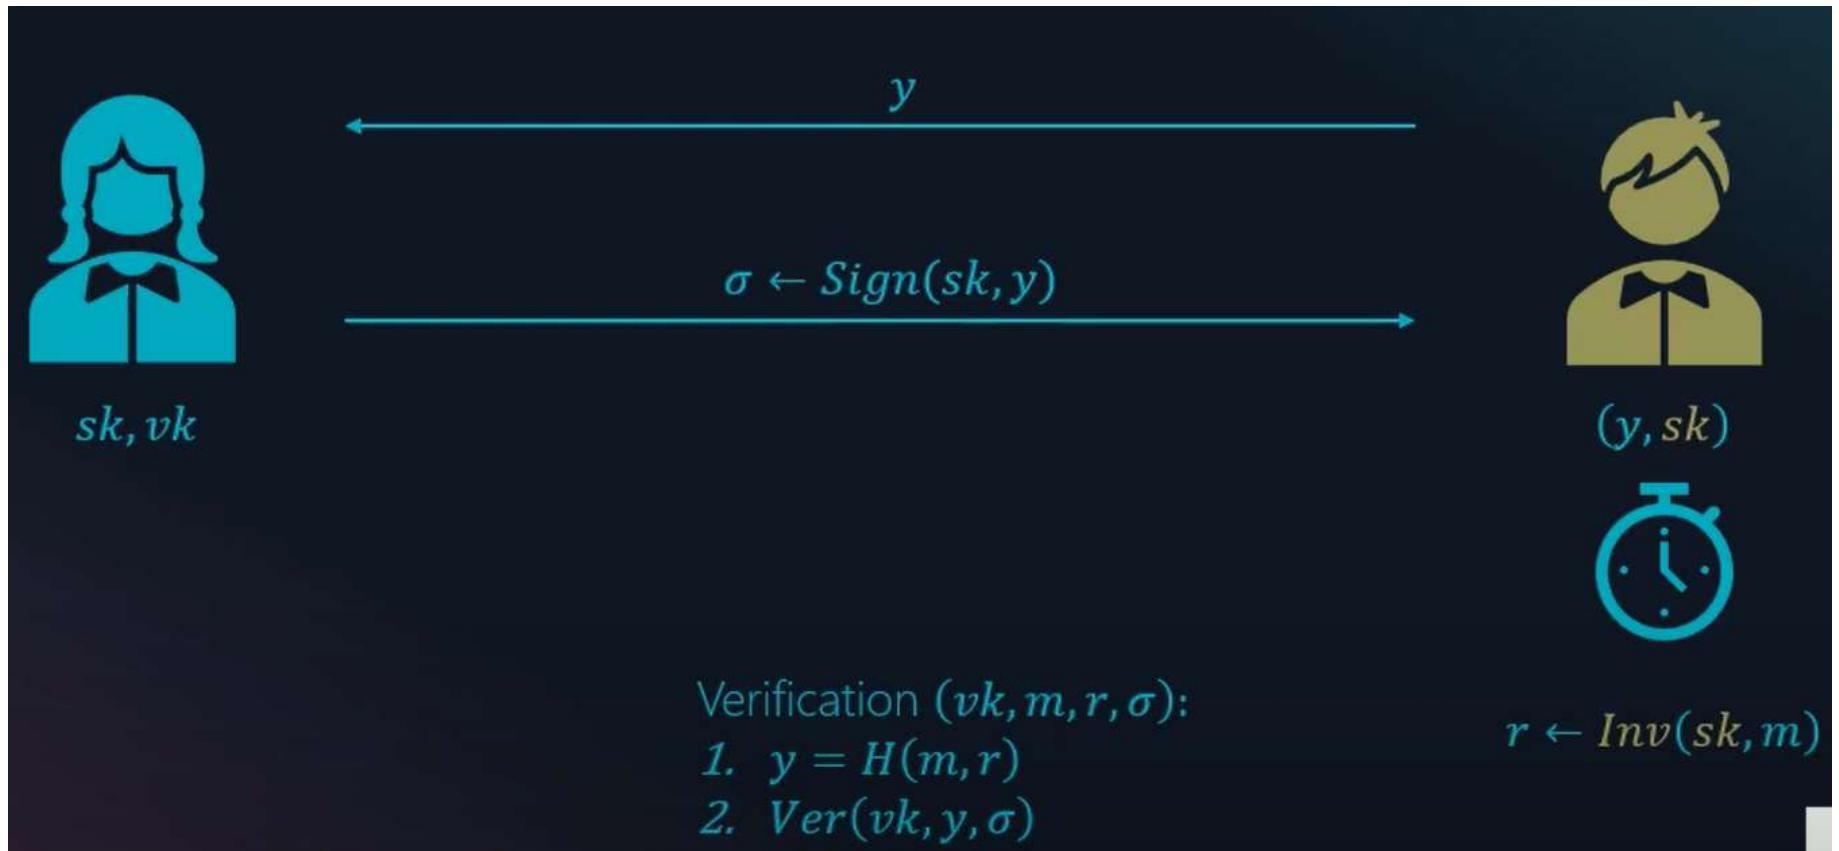 y
σ ← Sign(sk, y)
sk, vk
(y, sk)
Verification (vk, m, r, σ):
1. y = H(m, r)
2. Ver(vk, y, σ)
r ← Inv(sk, m)